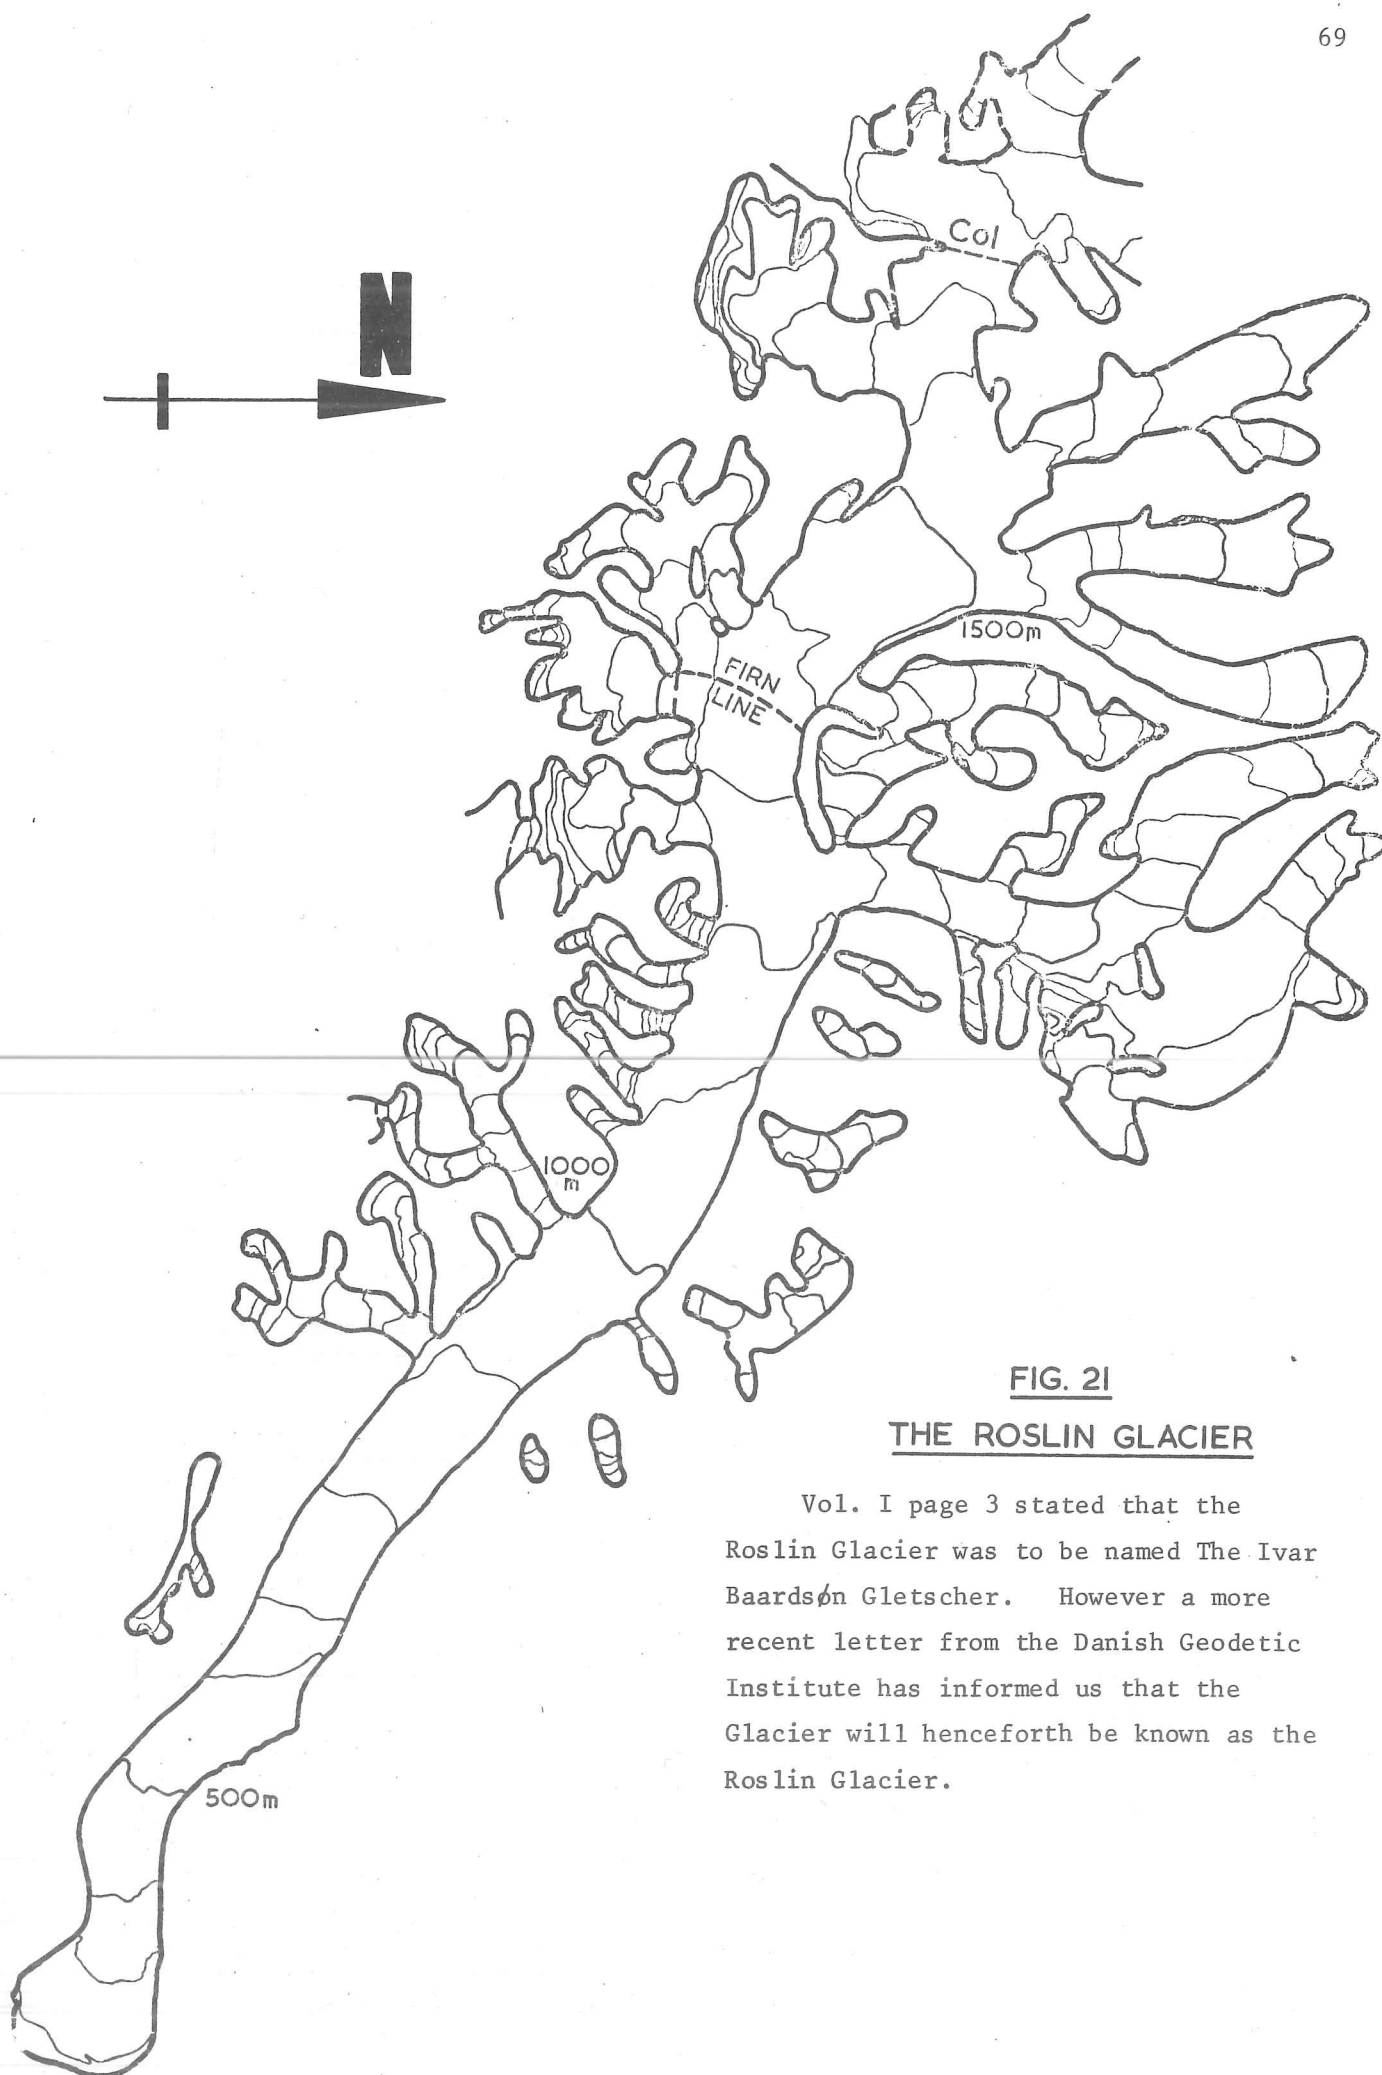 69
N
Col
1500m
FIRN
LINE
1000
m
500m
FIG. 21
THE ROSLIN GLACIER
Vol. I page 3 stated that the
Roslin Glacier was to be named The Ivar
Baardsøn Gletscher. However a more
recent letter from the Danish Geodetic
Institute has informed us that the
Glacier will henceforth be known as the
Roslin Glacier.